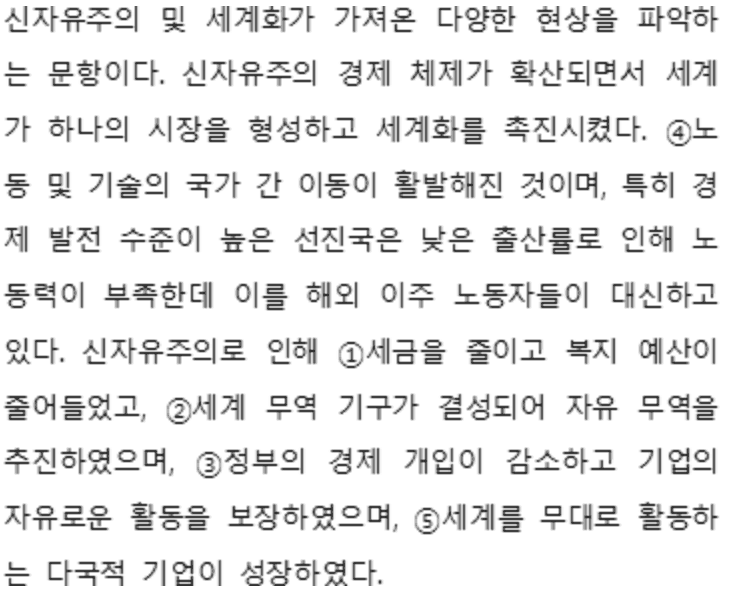 신자유주의 및 세계화가 가져온 다양한 현상을 파악하
는 문항이다. 신자유주의 경제 체제가 확산되면서 세계
가 하나의 시장을 형성하고 세계화를 촉진시켰다. ④노
동 및 기술의 국가 간 이동이 활발해진 것이며, 특히 경
제 발전 수준이 높은 선진국은 낮은 출산률로 인해 노
동력이 부족한데 이를 해외 이주 노동자들이 대신하고
있다. 신자유주의로 인해 ①세금을 줄이고 복지 예산이
줄어들었고, ②세계 무역 기구가 결성되어 자유 무역을
추진하였으며, ③정부의 경제 개입이 감소하고 기업의
자유로운 활동을 보장하였으며, ⑤세계를 무대로 활동하
는 다국적 기업이 성장하였다.